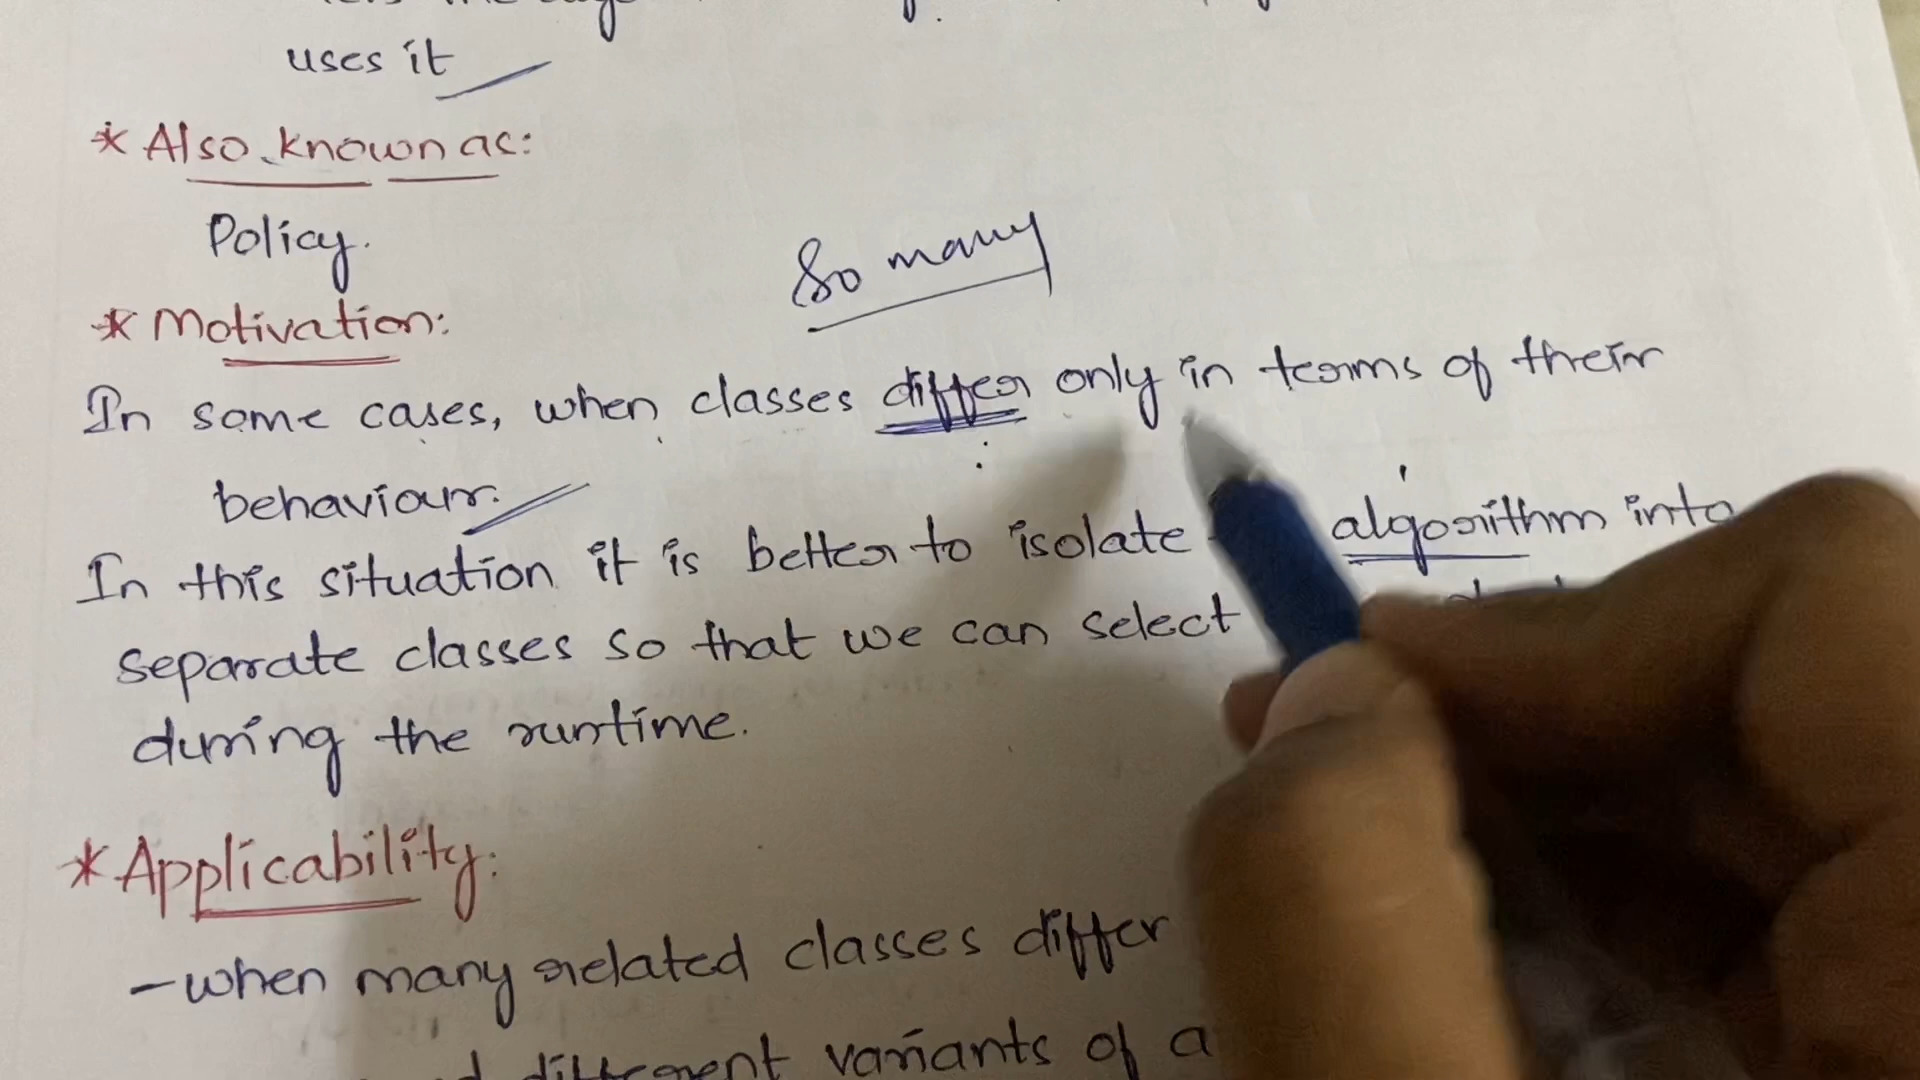 uses it
* Also known as:
Policy.
So many
* Motivation:
In some cases, when classes differ only in terms of their
behaviour.
In this situation it is better to isolate algorithm into
separate classes so that we can select
during the runtime.
* Applicability:
- when many related classes differ
different variants of a